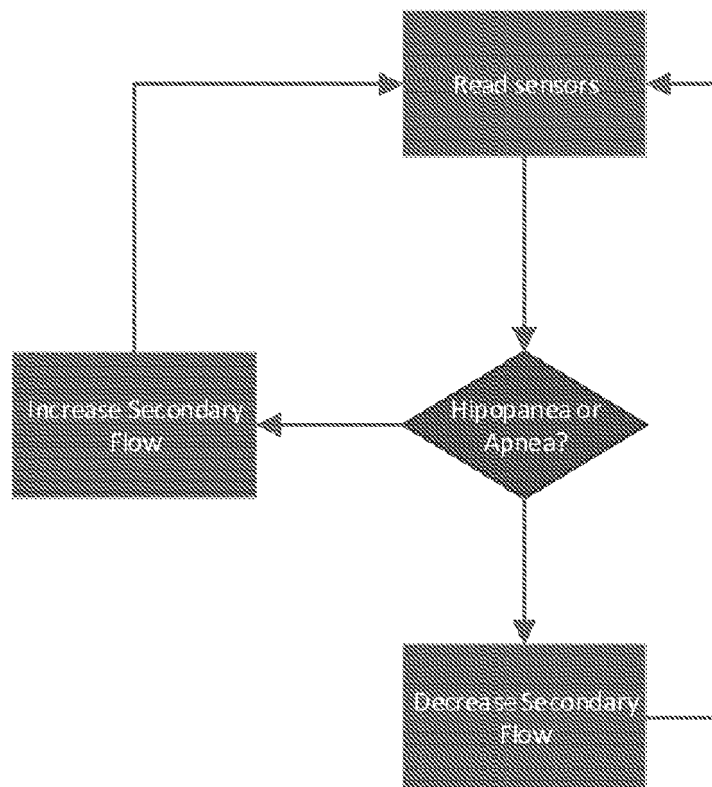 Read sensors
Hipopanea or
Apnea?
Increase Secondary
Flow
Decrease Secondary
Flow